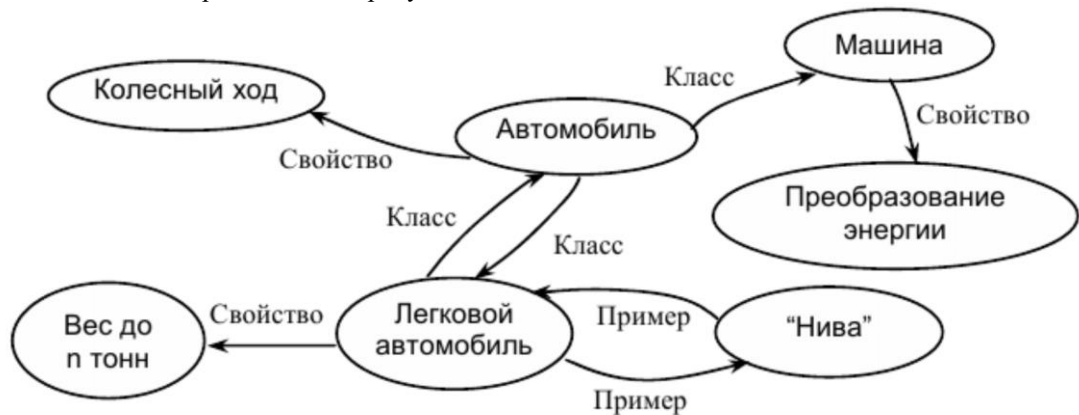 Машина
Класс
Колесный ход
Автомобиль
Свойство
Свойство
Преобразование
энергии
Класс
Класс
Вес до
n тонн
Свойство
Легковой
автомобиль
Пример
“Нива”
Пример